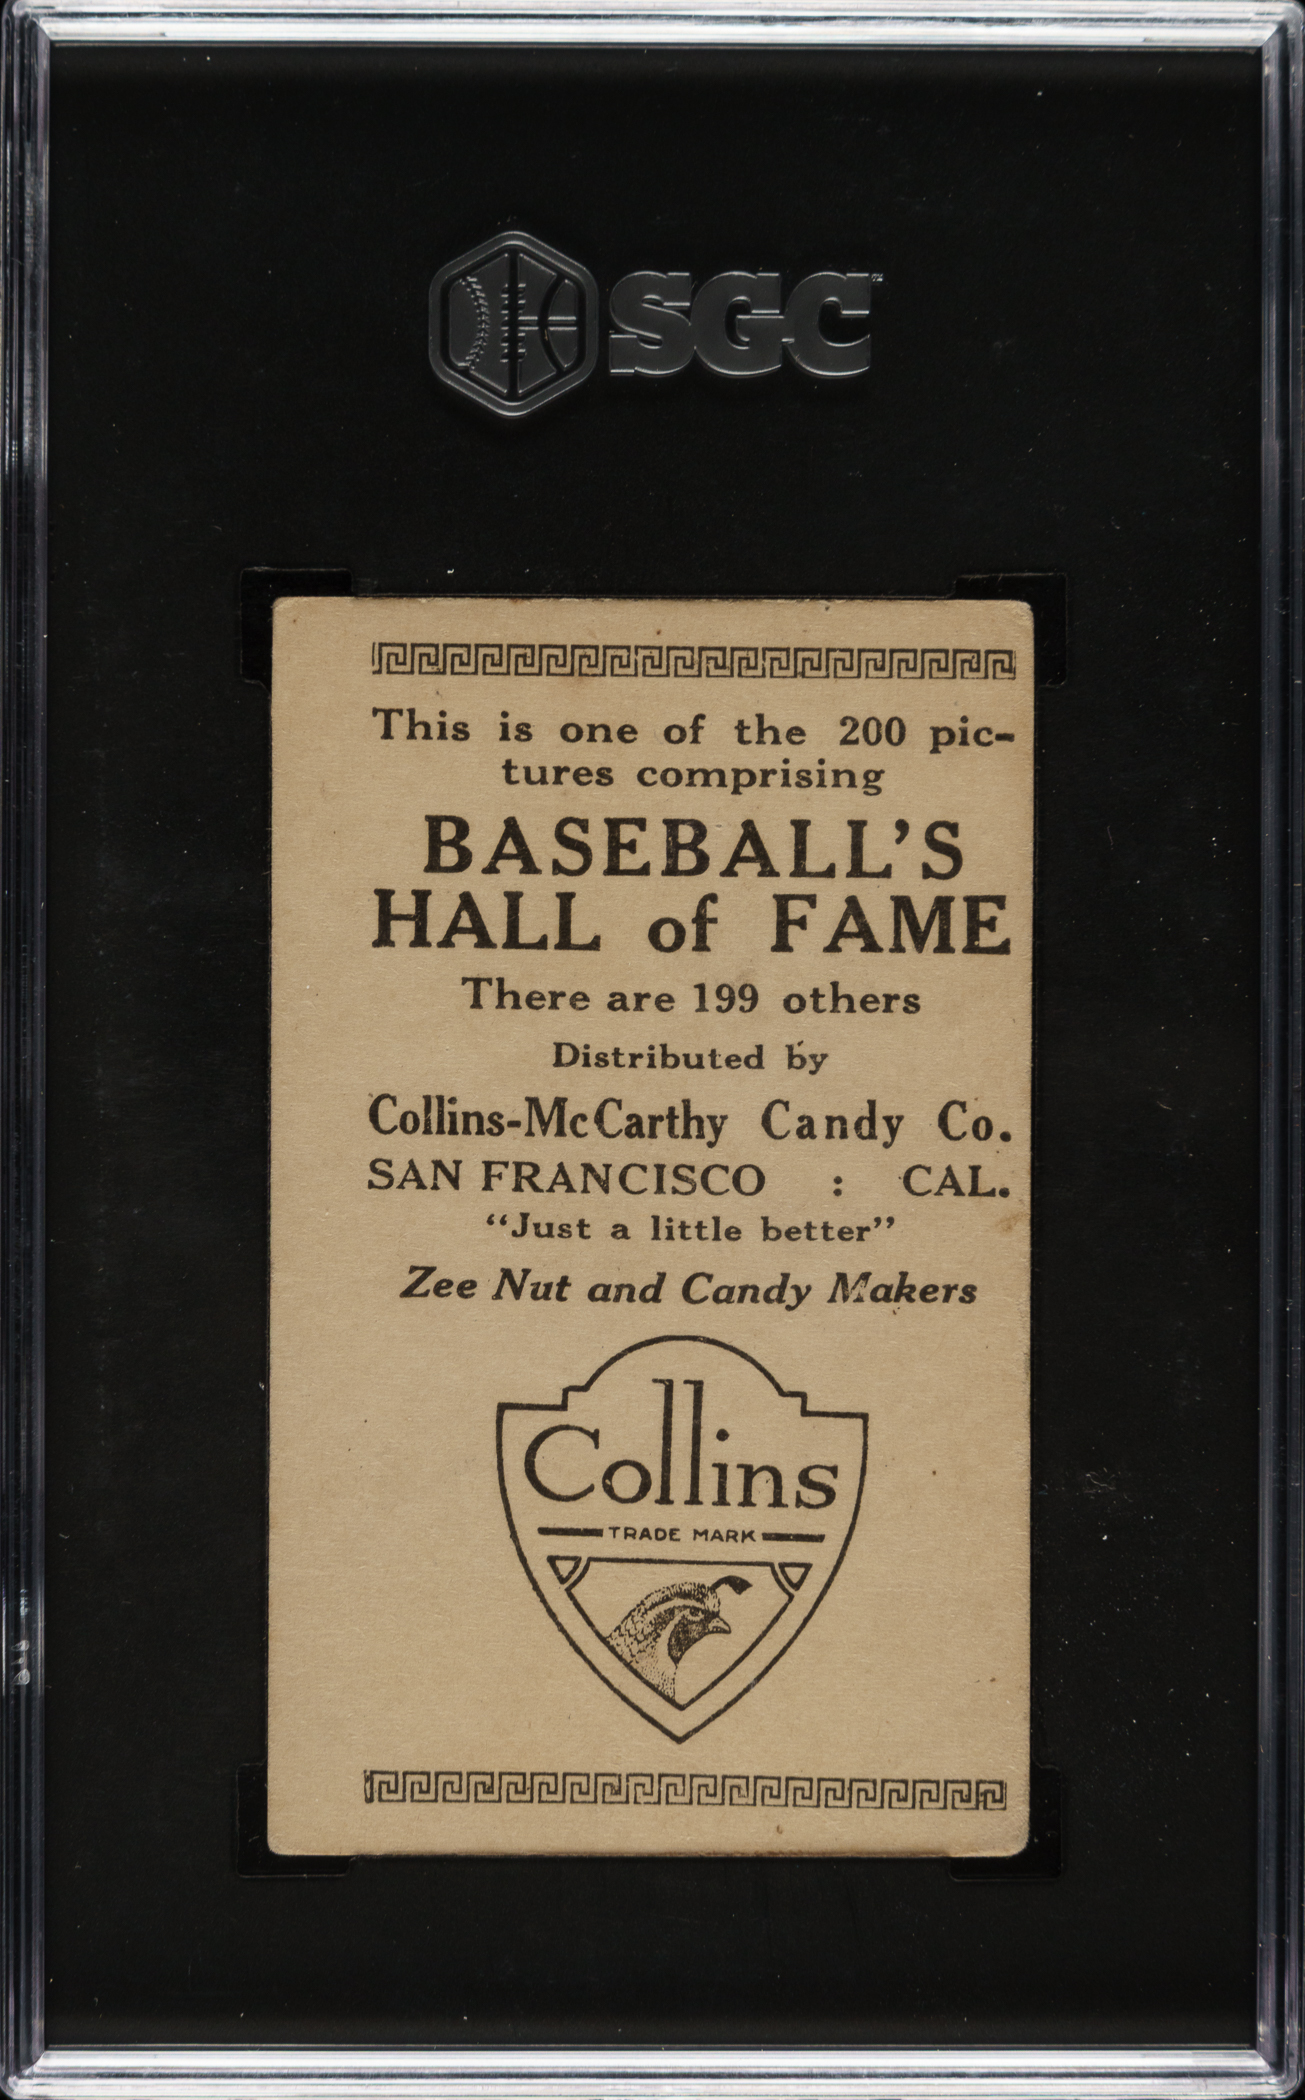 SGC
This is one of the 200 pic-
tures comprising
BASEBALL'S
HALL of FAME
There are 199 others
Distributed by
Collins-McCarthy Candy Co.
SAN FRANCISCO : CAL.
"Just a little better"
Zee Nut and Candy Makers
Collins
TRADE MARK